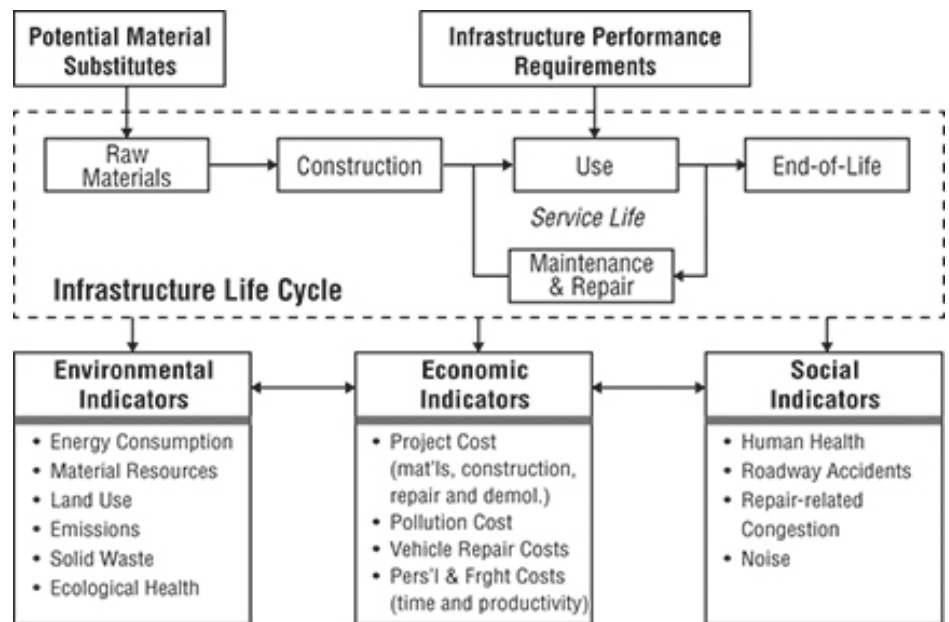 Potential Material
Substitutes
Infrastructure Performance
Requirements
Raw
Materials
Construction
Use
End-of-Life
Service Life
Maintenance
& Repair
Infrastructure Life Cycle
Environmental
Indicators
• Energy Consumption
• Material Resources
• Land Use
• Emissions
• Solid Waste
• Ecological Health
Economic
Indicators
• Project Cost
(mat'ls, construction,
repair and demol.)
• Pollution Cost
• Vehicle Repair Costs
• Pers'l & Frght Costs
(time and productivity)
Social
Indicators
• Human Health
• Roadway Accidents
• Repair-related
Congestion
• Noise